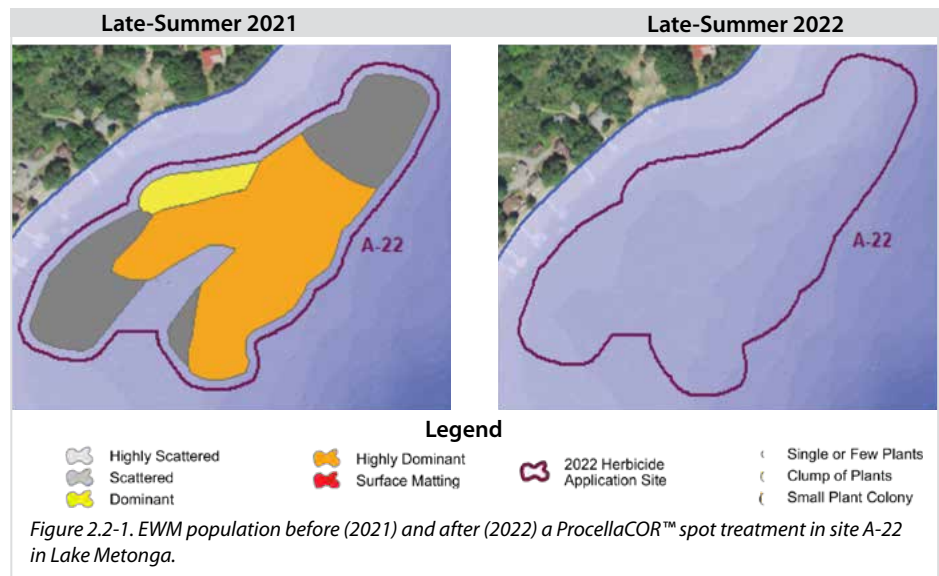 Late-Summer 2021
Late-Summer 2022
A-22
A-22
Legend
Highly Scattered
Scattered
Dominant
Highly Dominant
Surface Matting
2022 Herbicide
Application Site
Single or Few Plants
Clump of Plants
Small Plant Colony
Figure 2.2-1. EWM population before (2021) and after (2022) a ProcellaCOR™ spot treatment in site A-22
in Lake Metonga.